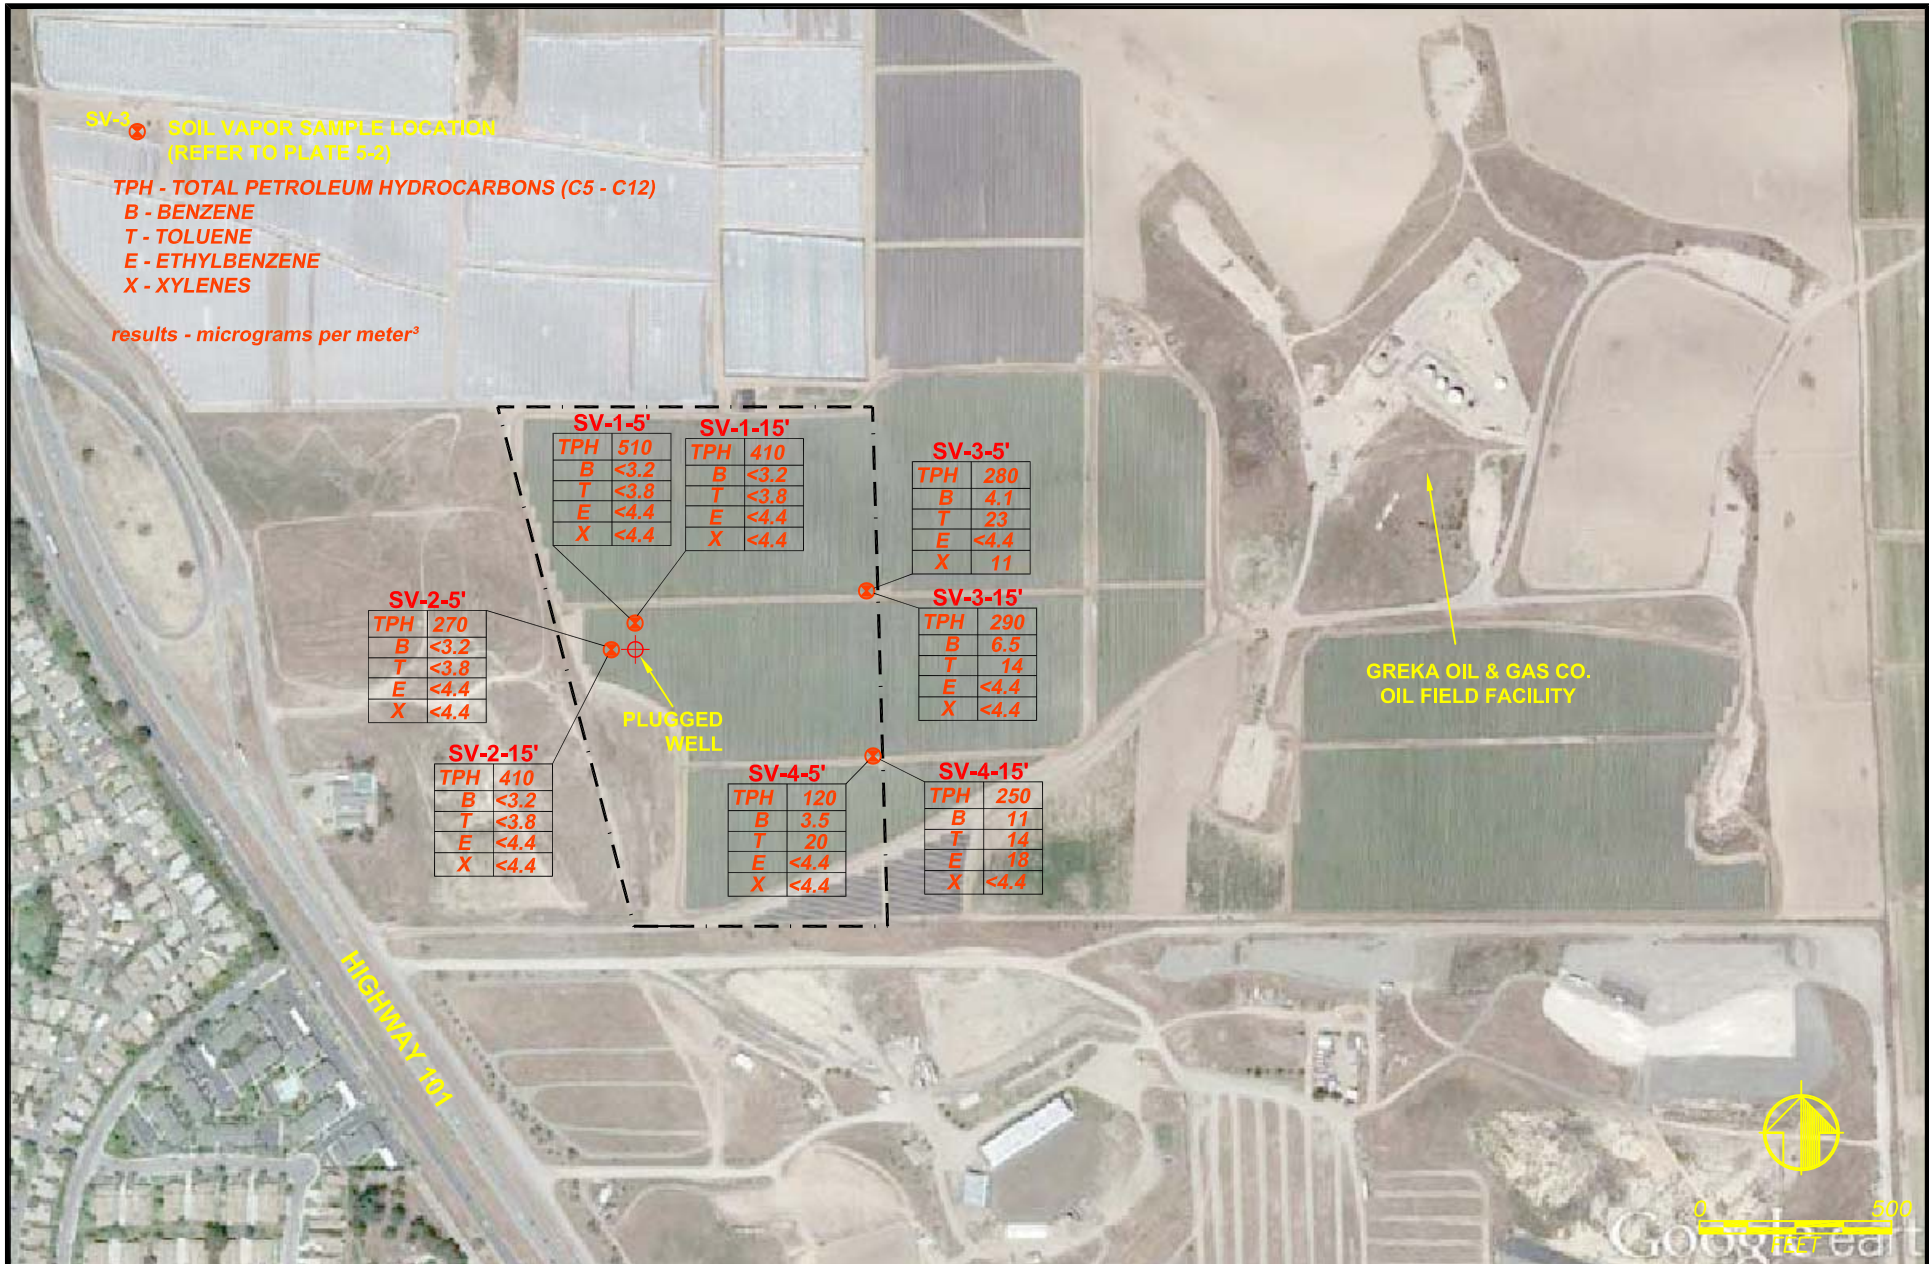 SV-3
SOIL VAPOR SAMPLE LOCATION
(REFER TO PLATE 5-2)
TPH - TOTAL PETROLEUM HYDROCARBONS (C5 - C12)
B - BENZENE
T - TOLUENE
E - ETHYLBENZENE
X - XYLENES
results - micrograms per meter³
SV-1-5'
TPH 510
B <3.2
T <3.8
E <4.4
X <4.4
SV-1-15'
TPH 410
B <3.2
T <3.8
E <4.4
X <4.4
SV-3-5'
TPH 280
B 4.1
T 23
E <4.4
X 11
SV-2-5'
TPH 270
B <3.2
T <3.8
E <4.4
X <4.4
SV-3-15'
TPH 290
B 6.5
T 14
E <4.4
X <4.4
PLUGGED
WELL
GREKA OIL & GAS CO.
OIL FIELD FACILITY
SV-2-15'
TPH 410
B <3.2
T <3.8
E <4.4
X <4.4
SV-4-5'
TPH 120
B 3.5
T 20
E <4.4
X <4.4
SV-4-15'
TPH 250
B 11
T 14
E 18
X <4.4
HIGHWAY 101
0 500
FEET
Google eart